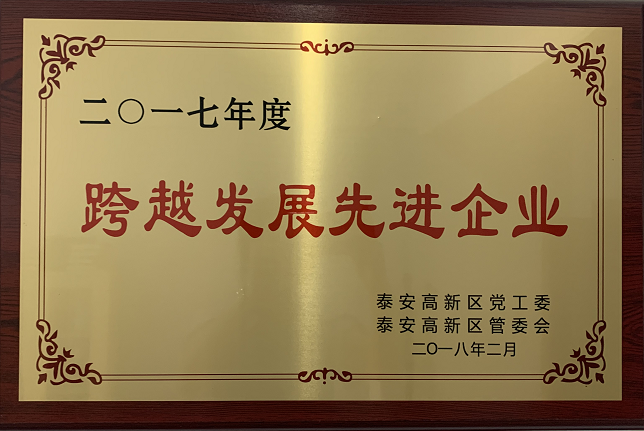 二〇一七年度
跨越发展先进企业
泰安高新区党工委
泰安高新区管委会
二〇一八年二月